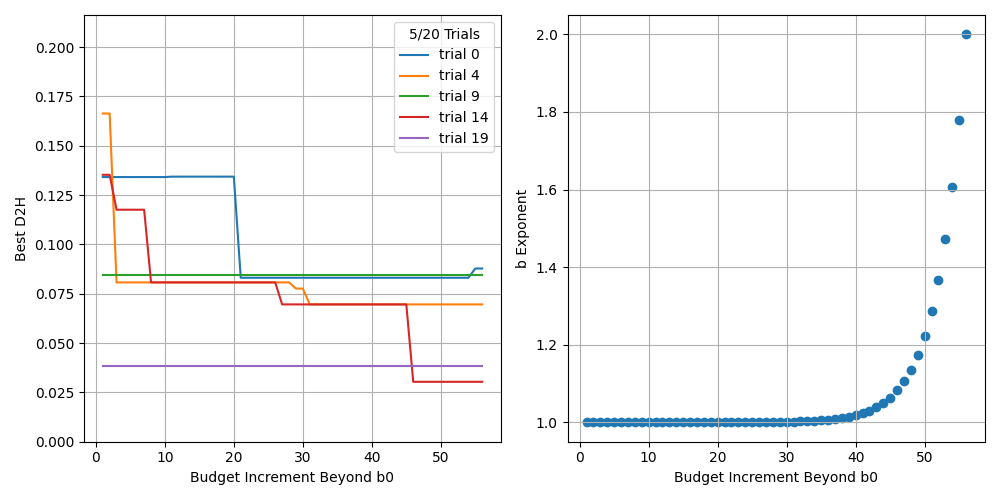 5/20 Trials
trial 0
trial 4
trial 9
trial 14
trial 19
Best D2H
0.200
0.175
0.150
0.125
0.100
0.075
0.050
0.025
0.000
0 10 20 30 40 50
Budget Increment Beyond b0
b Exponent
2.0
1.8
1.6
1.4
1.2
1.0
0 10 20 30 40 50
Budget Increment Beyond b0